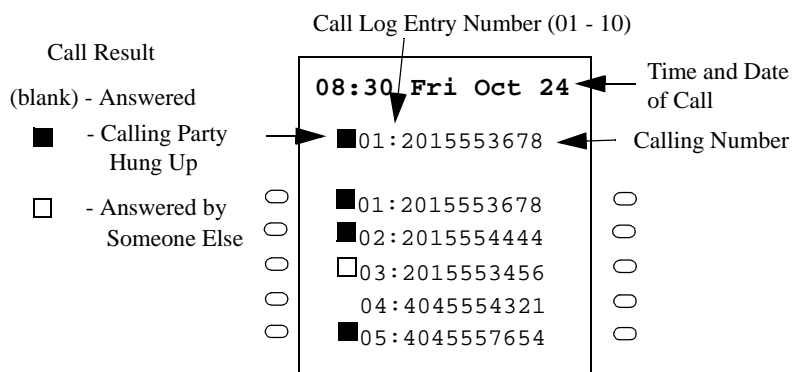 Call Log Entry Number (01 - 10)
Call Result
(blank) - Answered
- Calling Party
Hung Up
- Answered by
Someone Else
08:30 Fri Oct 24
Time and Date
of Call
01:2015553678
Calling Number
01:2015553678
02:2015554444
03:2015553456
04:4045554321
05:4045557654